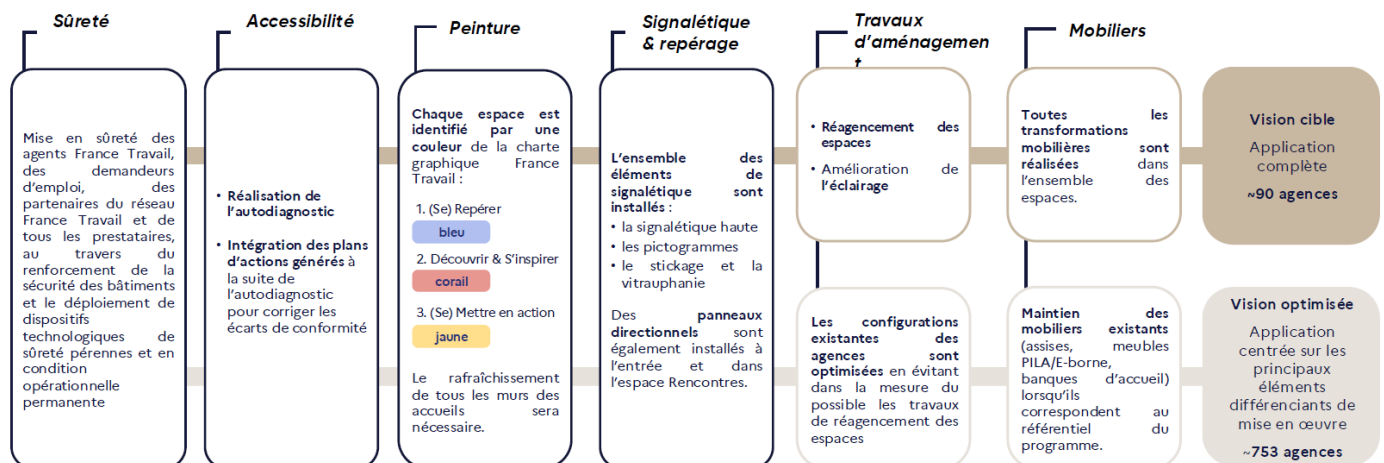 Sûreté
Mise en sûreté des
agents France Travail,
des demandeurs
d'emploi, des
partenaires du réseau
France Travail et de
tous les prestataires,
au travers du
renforcement de la
sécurité des bâtiments
et le déploiement de
dispositifs
technologiques de
sûreté pérennes et en
condition
opérationnelle
permanente
Accessibilité
• Réalisation de
l'autodiagnostic
• Intégration des plans
d'actions générés à
la suite de
l'autodiagnostic
pour corriger les
écarts de conformité
Peinture
Chaque espace est
identifié par une
couleur de la charte
graphique France
Travail :
1. (Se) Repérer
bleu
2. Découvrir & S'inspirer
corail
3. (Se) Mettre en action
jaune
Le rafraîchissement
de tous les murs des
accueils sera
nécessaire.
Signalétique
& repérage
L'ensemble des
éléments de
signalétique sont
installés :
• la signalétique haute
• les pictogrammes
• le stickage et la
vitrauphanie
Des panneaux
directionnels sont
également installés à
l'entrée et dans
l'espace Rencontres.
Travaux
d'aménagemen
t
• Réagencement des
espaces
• Amélioration de
l'éclairage
Les configurations
existantes des
agences sont
optimisées en évitant
dans la mesure du
possible les travaux
de réagencement des
espaces
Mobiliers
Toutes les
transformations
mobilières sont
réalisées dans
l'ensemble des
espaces.
Maintien des
mobiliers existants
(assises, meubles
PILA/E-borne,
banques d'accueil)
lorsqu'ils
correspondent au
référentiel du
programme.
Vision cible
Application
complète
~90 agences
Vision optimisée
Application
centrée sur les
principaux
éléments
différenciants de
mise en œuvre
~753 agences